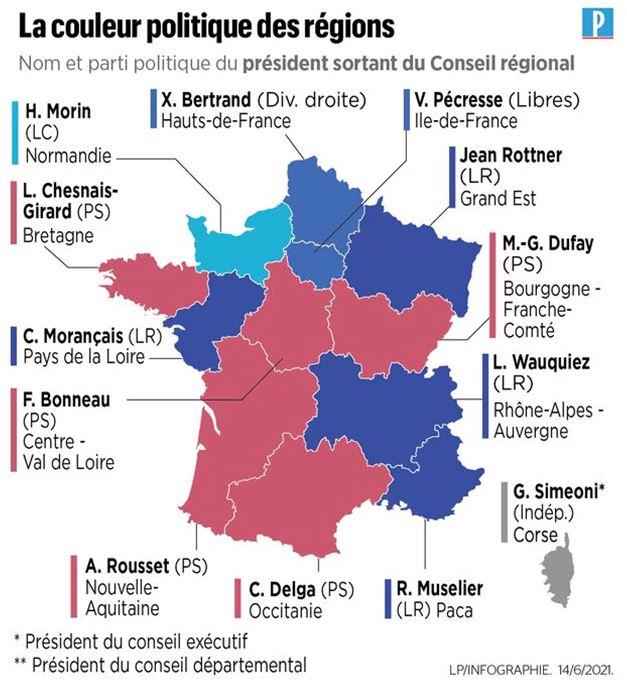 La couleur politique des régions
P
Nom et parti politique du président sortant du Conseil régional
H. Morin
(LC)
Normandie
X. Bertrand (Div. droite)
Hauts-de-France
V. Pécresse (Libres)
Ile-de-France
Jean Rottner
(LR)
Grand Est
L. Chesnais-
Girard (PS)
Bretagne
M.-G. Dufay
(PS)
Bourgogne -
Franche-
Comté
C. Morançais (LR)
Pays de la Loire
L. Wauquiez
(LR)
Rhône-Alpes -
Auvergne
F. Bonneau
(PS)
Centre -
Val de Loire
G. Simeoni*
(Indép.)
Corse
A. Rousset (PS)
Nouvelle-
Aquitaine
C. Delga (PS)
Occitanie
R. Muselier
(LR) Paca
* Président du conseil exécutif
** Président du conseil départemental
LP/INFOGRAPHIE. 14/6/2021.